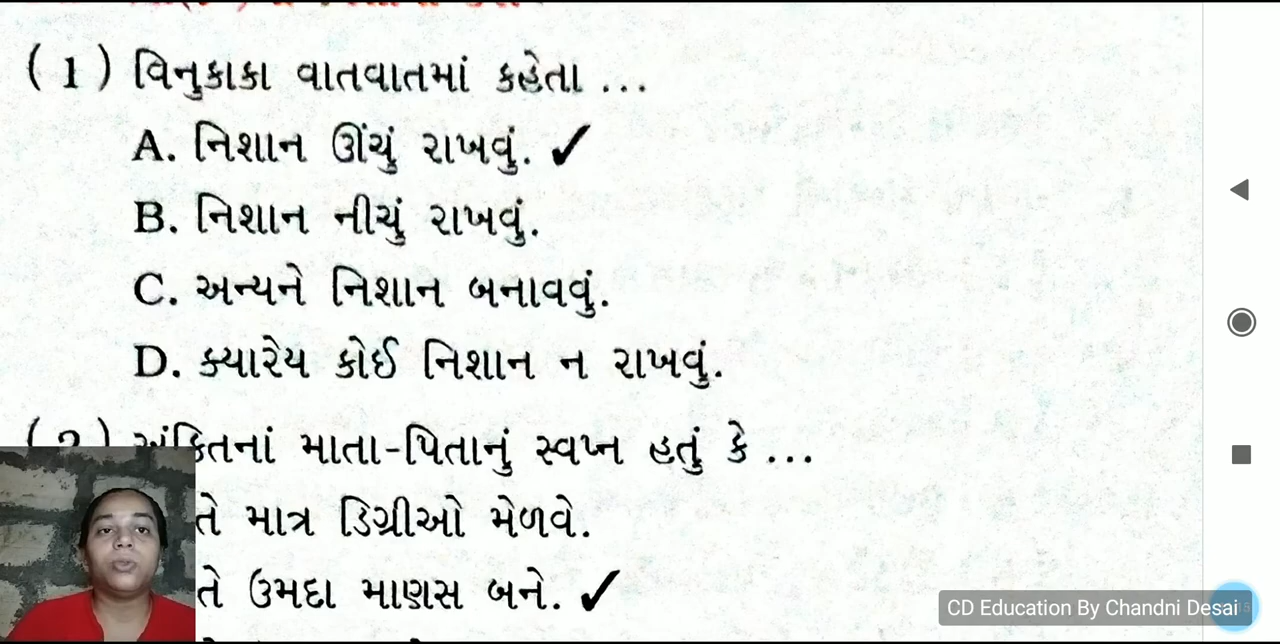 ( 1 ) વિનુકાકા વાતવાતમાં કહેતા ...
A. નિશાન ઊંચું રાખવું. ✓
B. નિશાન નીચું રાખવું.
C. અન્યને નિશાન બનાવવું.
D. ક્યારેય કોઈ નિશાન ન રાખવું.
( 2 ) અંકિતનાં માતા-પિતાનું સ્વપ્ન હતું કે ...
તે માત્ર ડિગ્રીઓ મેળવે.
તે ઉમદા માણસ બને. ✓
CD Education By Chandni Desai